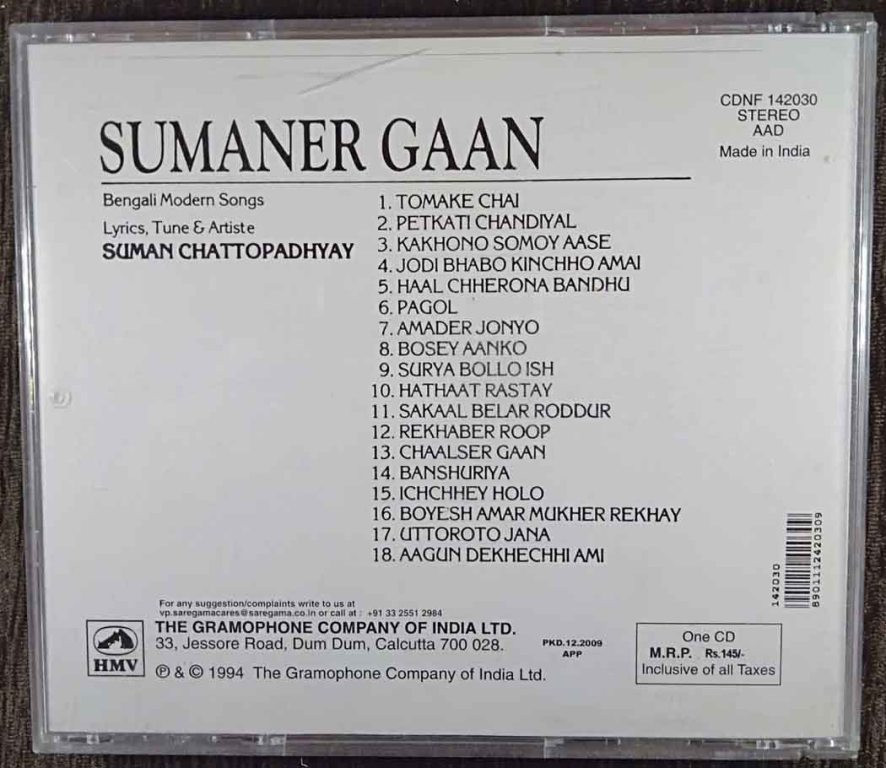 SUMANER GAAN
CDNF 142030
STEREO
AAD
Made in India
Bengali Modern Songs
Lyrics, Tune & Artiste
SUMAN CHATTOPADHYAY
1. TOMAKE CHAI
2. PETKATI CHANDIYAL
3. KAKHONO SOMOY AASE
4. JODI BHABO KINCHHO AMAI
5. HAAL CHHERONA BANDHU
6. PAGOL
7. AMADER JONYO
8. BOSEY AANKO
9. SURYA BOLLO ISH
10. HATHAAT RASTAY
11. SAKAAL BELAR RODDUR
12. REKHABER ROOP
13. CHAALSER GAAN
14. BANSHURIYA
15. ICHCHHEY HOLO
16. BOYESH AMAR MUKHER REKHAY
17. UTTOROTO JANA
18. AAGUN DEKHECHHI AMI
142030
8901112420309
For any suggestion/complaints write to us at
vp.saregamacares@saregama.co.in or call at : +91 33 2551 2984
THE GRAMOPHONE COMPANY OF INDIA LTD.
33, Jessore Road, Dum Dum, Calcutta 700 028.
℗ & © 1994 The Gramophone Company of India Ltd.
HMV
PKD.12.2009
APP
One CD
M.R.P. Rs.145/-
Inclusive of all Taxes